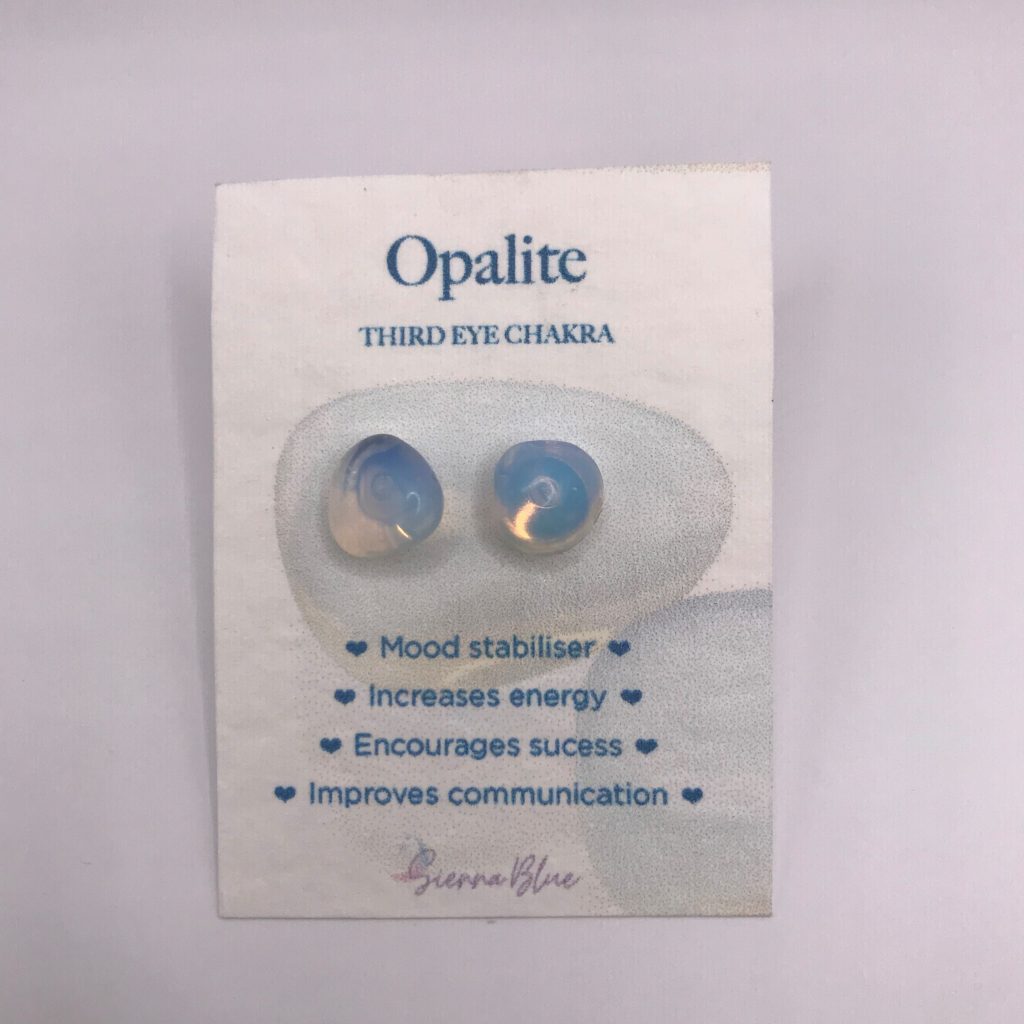 Opalite
THIRD EYE CHAKRA
❤ Mood stabiliser ❤
❤ Increases energy ❤
❤ Encourages sucess ❤
❤ Improves communication ❤
Sienna Blue